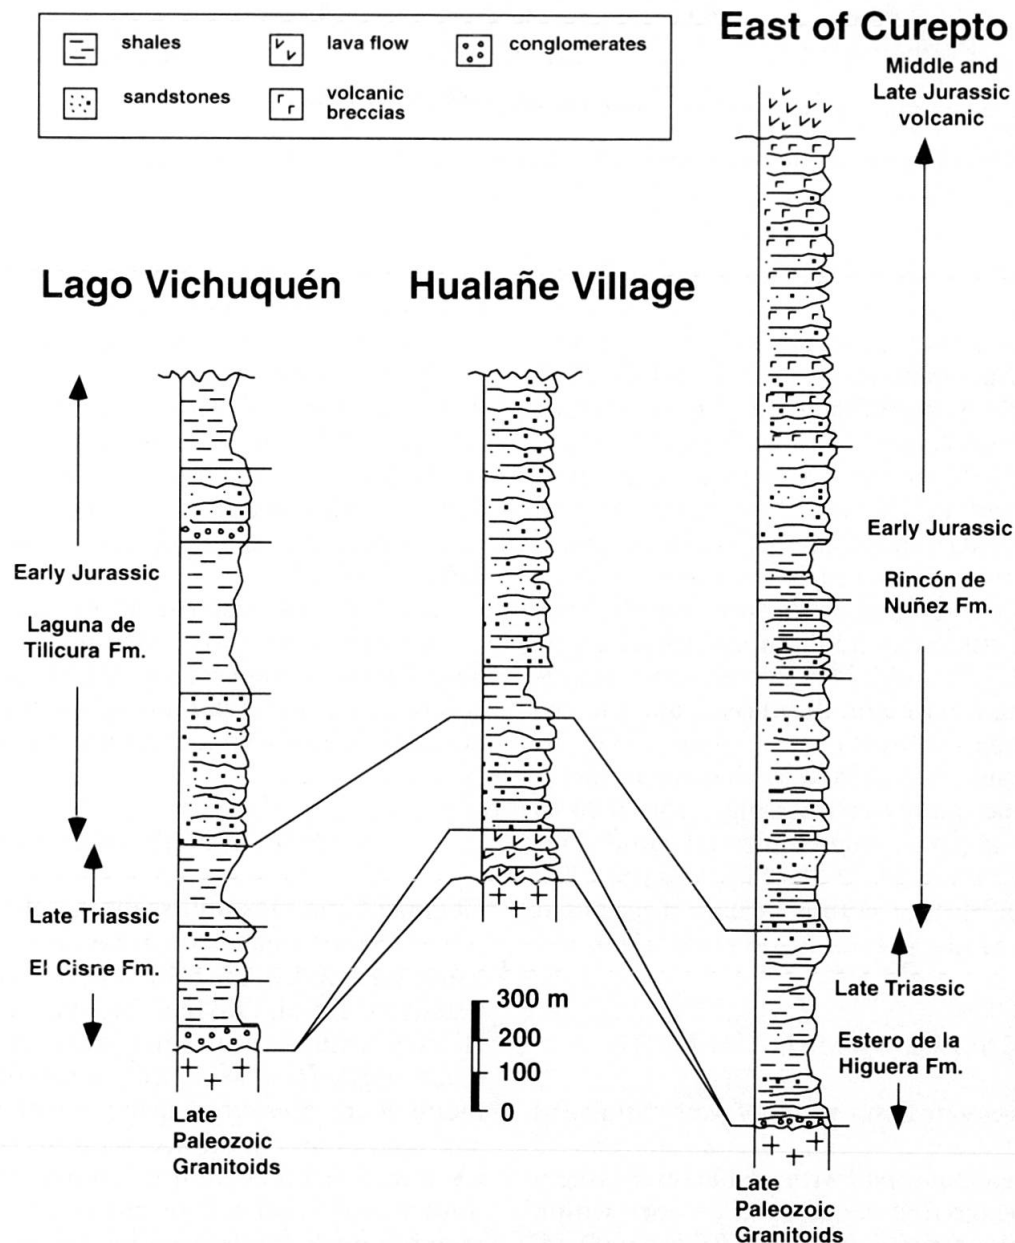 shales
lava flow
conglomerates
sandstones
volcanic
breccias
East of Curepto
Middle and
Late Jurassic
volcanic
Lago Vichuquén
Hualañe Village
Early Jurassic
Laguna de
Tilicura Fm.
Late Triassic
El Cisne Fm.
Late
Paleozoic
Granitoids
300 m
200
100
0
Early Jurassic
Rincón de
Nuñez Fm.
Late Triassic
Estero de la
Higuera Fm.
Late
Paleozoic
Granitoids